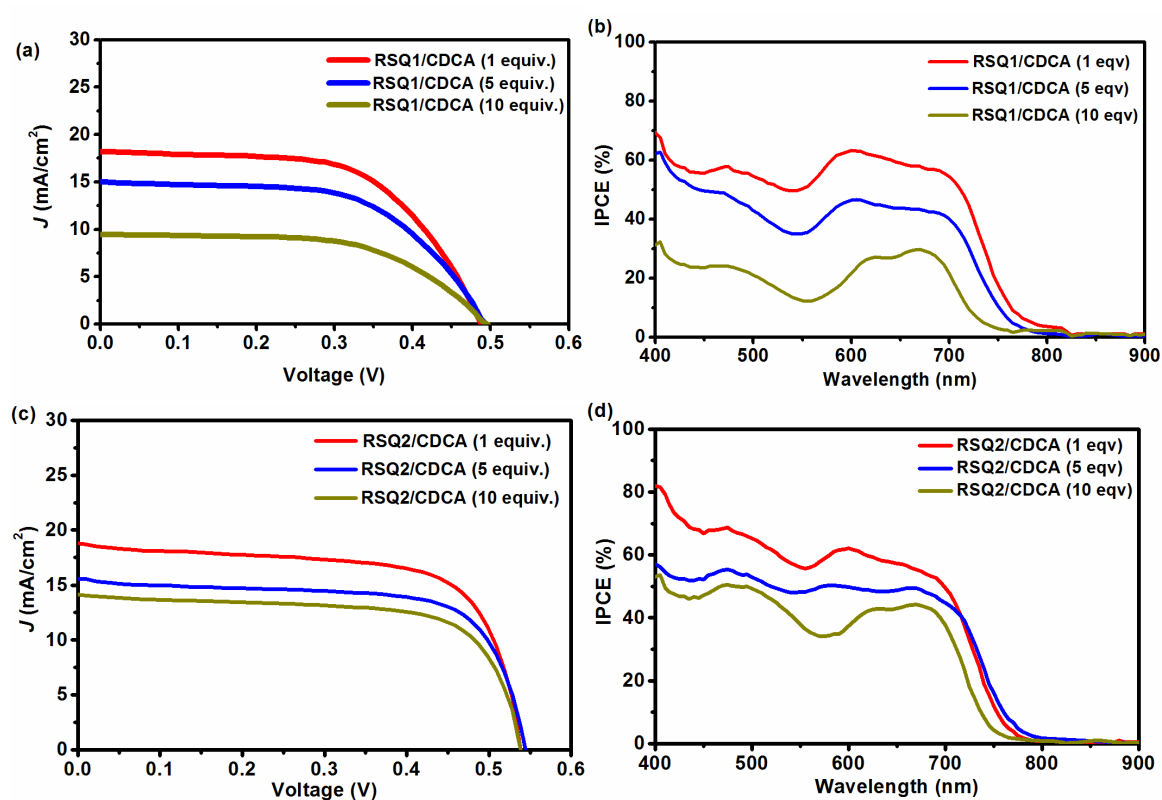 (a)
30
25
20
15
10
5
0
J (mA/cm²)
RSQ1/CDCA (1 equiv.)
RSQ1/CDCA (5 equiv.)
RSQ1/CDCA (10 equiv.)
0.0 0.1 0.2 0.3 0.4 0.5 0.6
Voltage (V)
(b)
100
80
60
40
20
0
IPCE (%)
RSQ1/CDCA (1 eqv)
RSQ1/CDCA (5 eqv)
RSQ1/CDCA (10 eqv)
400 500 600 700 800 900
Wavelength (nm)
(c)
30
25
20
15
10
5
0
J (mA/cm²)
RSQ2/CDCA (1 equiv.)
RSQ2/CDCA (5 equiv.)
RSQ2/CDCA (10 equiv.)
0.0 0.1 0.2 0.3 0.4 0.5 0.6
Voltage (V)
(d)
100
80
60
40
20
0
IPCE (%)
RSQ2/CDCA (1 eqv)
RSQ2/CDCA (5 eqv)
RSQ2/CDCA (10 eqv)
400 500 600 700 800 900
Wavelength (nm)